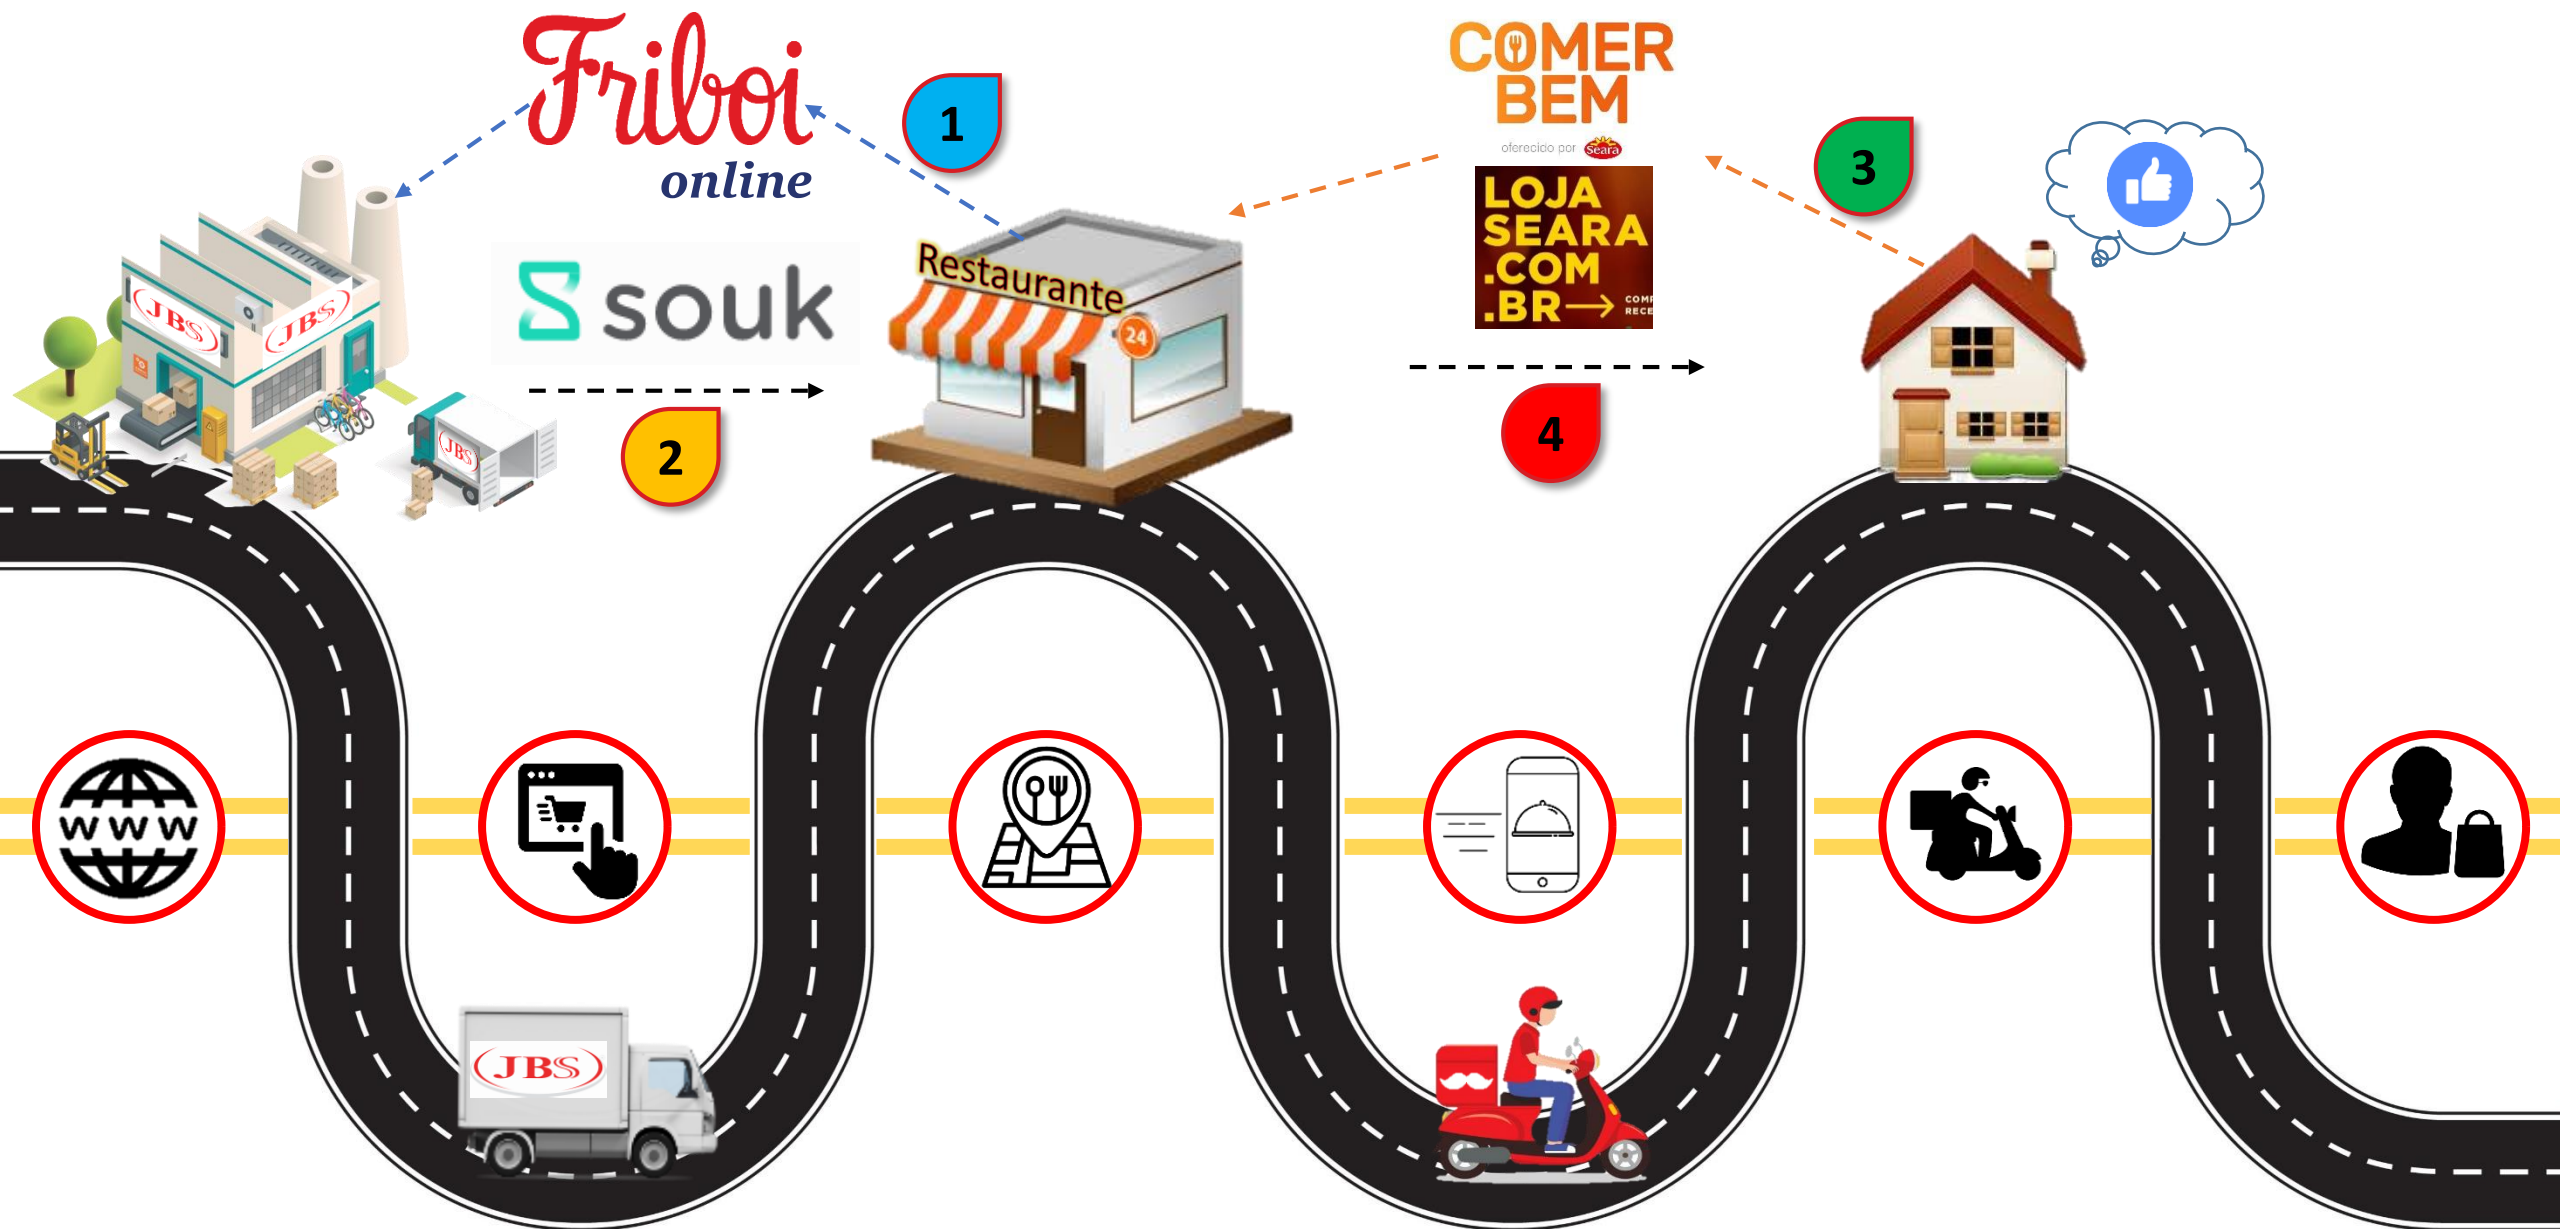 Friboi
online
1
COMER
BEM
oferecido por Seara
3
LOJA
SEARA
.COM
.BR
souk
Restaurante
24
JBS
JBS
2
JBS
4
WWW
JBS